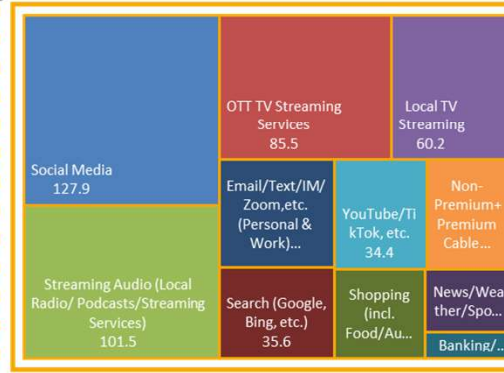 Social Media
127.9
Streaming Audio (Local
Radio/ Podcasts/Streaming
Services)
101.5
OTT TV Streaming
Services
85.5
Local TV
Streaming
60.2
Email/Text/IM/
Zoom,etc.
(Personal &
Work)...
YouTube/Ti
kTok, etc.
34.4
Non-
Premium+
Premium
Cable...
Search (Google,
Bing, etc.)
35.6
Shopping
(incl.
Food/Au...
News/Wea
ther/Spo...
Banking/...